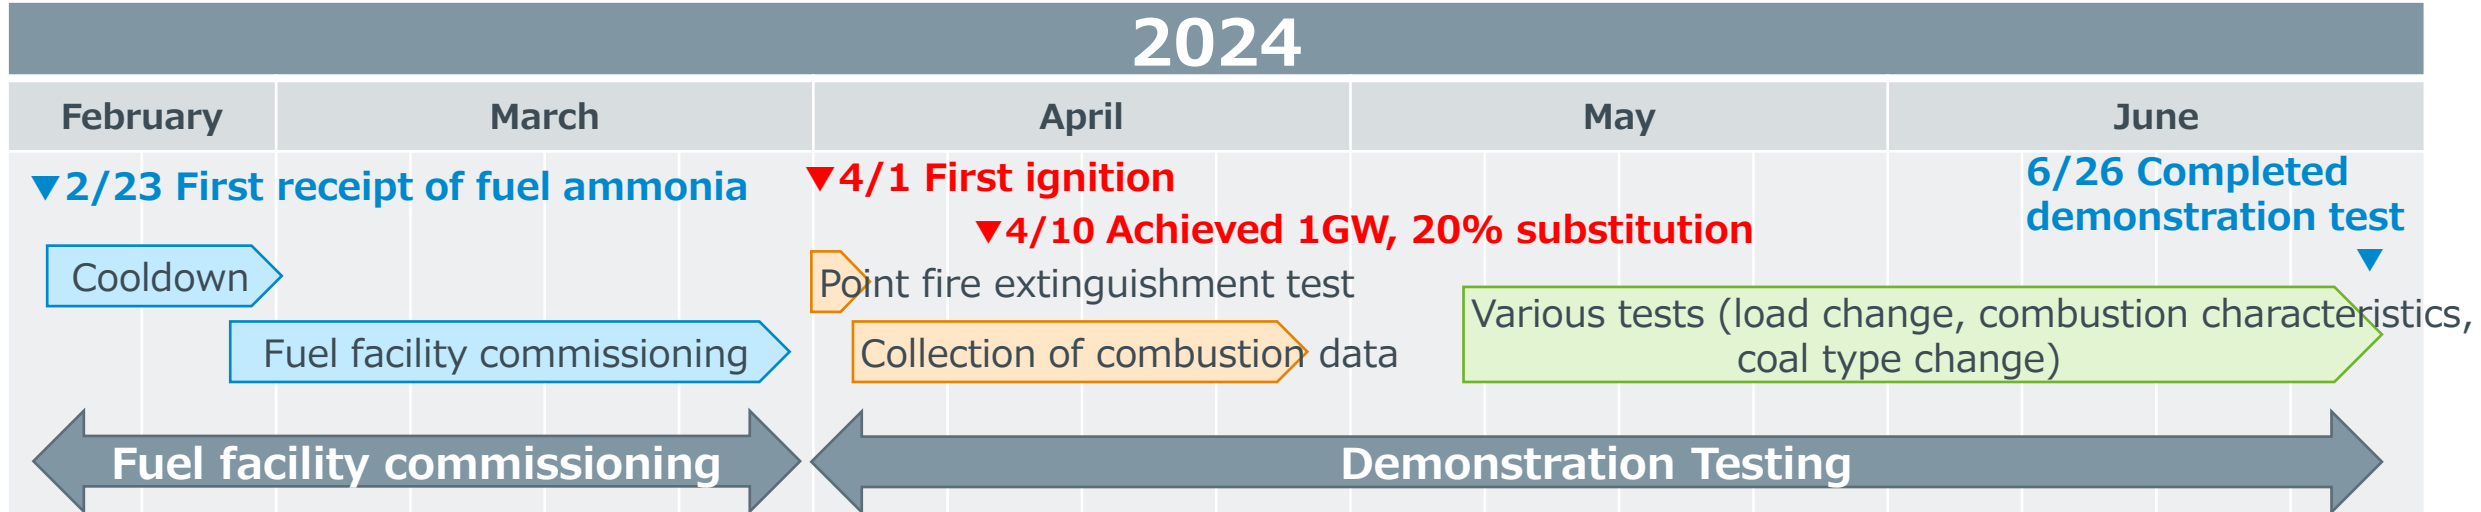 2024
February
March
April
May
June
▼2/23 First receipt of fuel ammonia
▼4/1 First ignition
▼4/10 Achieved 1GW, 20% substitution
6/26 Completed
demonstration test
▼
Cooldown
Point fire extinguishment test
Fuel facility commissioning
Collection of combustion data
Various tests (load change, combustion characteristics,
coal type change)
Fuel facility commissioning
Demonstration Testing